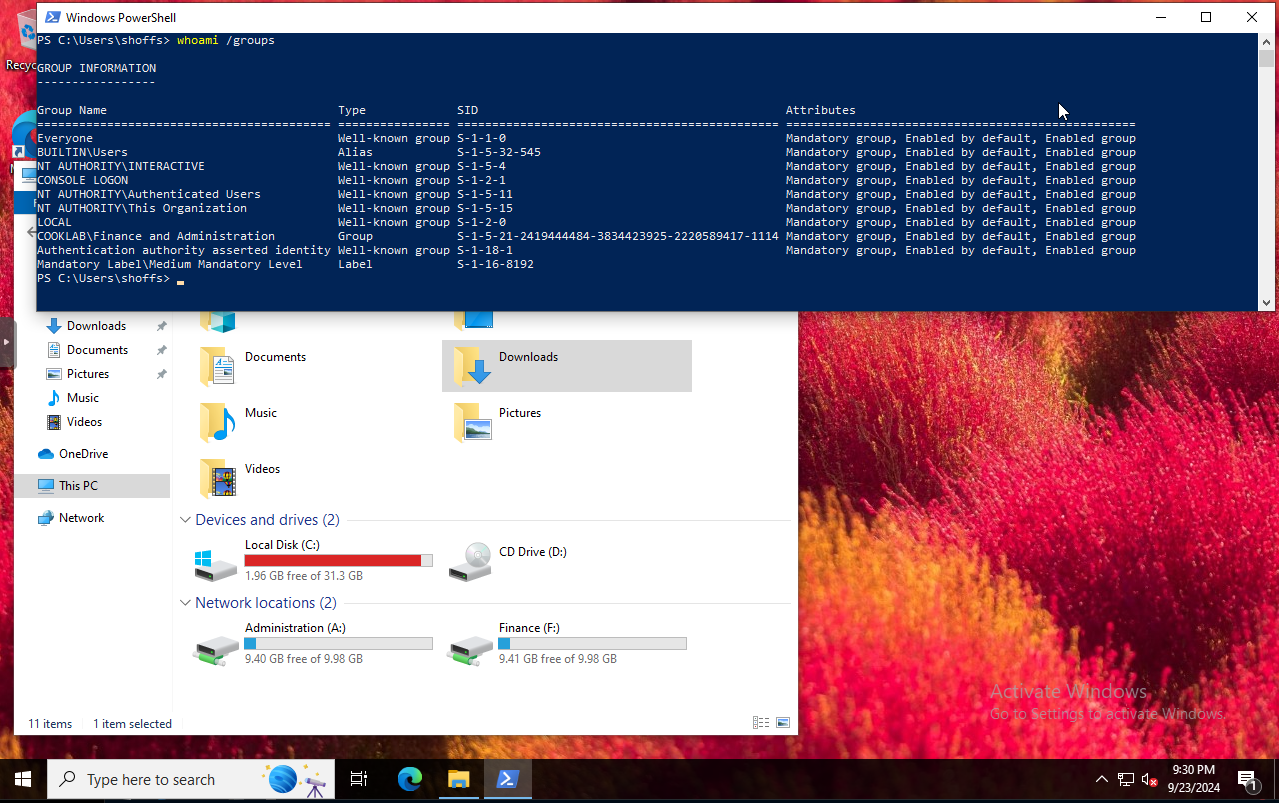 Windows PowerShell
PS C:\Users\shoffs> whoami /groups
GROUP INFORMATION
-----------------
Group Name Type SID Attributes
========================================== ================ ============================================== ==================================================
Everyone Well-known group S-1-1-0 Mandatory group, Enabled by default, Enabled group
BUILTIN\Users Alias S-1-5-32-545 Mandatory group, Enabled by default, Enabled group
NT AUTHORITY\INTERACTIVE Well-known group S-1-5-4 Mandatory group, Enabled by default, Enabled group
CONSOLE LOGON Well-known group S-1-2-1 Mandatory group, Enabled by default, Enabled group
NT AUTHORITY\Authenticated Users Well-known group S-1-5-11 Mandatory group, Enabled by default, Enabled group
NT AUTHORITY\This Organization Well-known group S-1-5-15 Mandatory group, Enabled by default, Enabled group
LOCAL Well-known group S-1-2-0 Mandatory group, Enabled by default, Enabled group
COOKLAB\Finance and Administration Group S-1-5-21-2419444484-3834423925-2220589417-1114 Mandatory group, Enabled by default, Enabled group
Authentication authority asserted identity Well-known group S-1-18-1 Mandatory group, Enabled by default, Enabled group
Mandatory Label\Medium Mandatory Level Label S-1-16-8192
PS C:\Users\shoffs>
Recyc
Downloads
Documents
Pictures
Music
Videos
OneDrive
This PC
Network
Documents
Downloads
Music
Pictures
Videos
Devices and drives (2)
Local Disk (C:)
1.96 GB free of 31.3 GB
CD Drive (D:)
Network locations (2)
Administration (A:)
9.40 GB free of 9.98 GB
Finance (F:)
9.41 GB free of 9.98 GB
11 items 1 item selected
Activate Windows
Go to Settings to activate Windows.
Type here to search
9:30 PM
9/23/2024
1